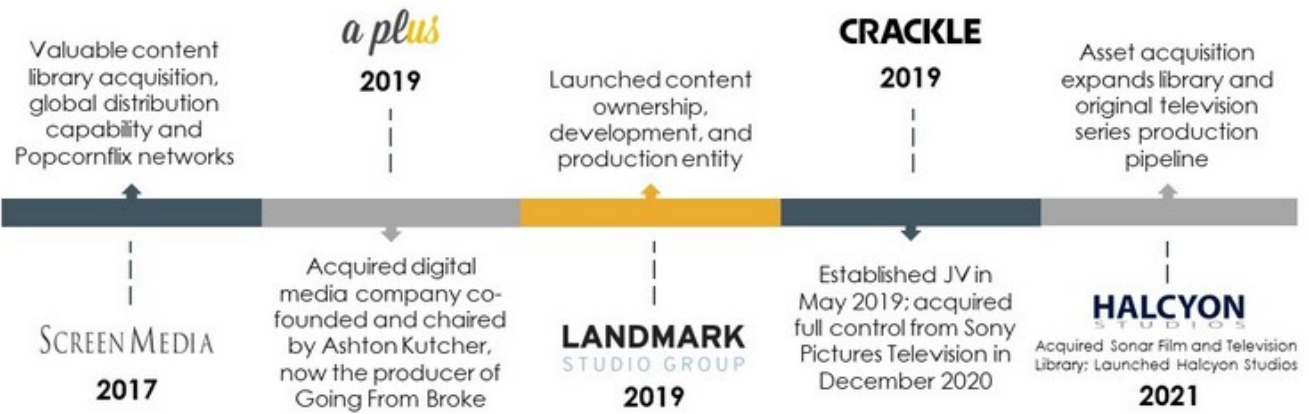 Valuable content
library acquisition,
global distribution
capability and
Popcornflix networks
SCREEN MEDIA
2017
a plus
2019
Acquired digital
media company co-
founded and chaired
by Ashton Kutcher,
now the producer of
Going From Broke
Launched content
ownership,
development, and
production entity
LANDMARK
STUDIO GROUP
2019
CRACKLE
2019
Established JV in
May 2019; acquired
full control from Sony
Pictures Television in
December 2020
Asset acquisition
expands library and
original television
series production
pipeline
HALCYON
STUDIOS
Acquired Sonar Film and Television
Library; Launched Halcyon Studios
2021